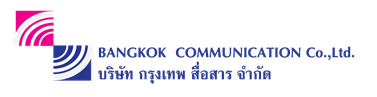 BANGKOK COMMUNICATION Co.,Ltd.
บริษัท กรุงเทพ สื่อสาร จำกัด